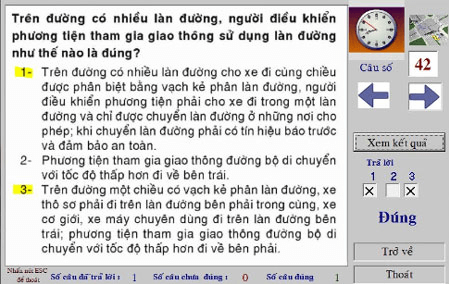 Trên đường có nhiều làn đường, người điều khiển
phương tiện tham gia giao thông sử dụng làn đường
như thế nào là đúng?
1- Trên đường có nhiều làn đường cho xe đi cùng chiều
được phân biệt bằng vạch kẻ phân làn đường, người
điều khiển phương tiện phải cho xe đi trong một làn
đường và chỉ được chuyển làn đường ở những nơi cho
phép; khi chuyển làn đường phải có tín hiệu báo trước
và đảm bảo an toàn.
2- Phương tiện tham gia giao thông đường bộ di chuyển
với tốc độ thấp hơn đi về bên trái.
3- Trên đường một chiều có vạch kẻ phân làn đường, xe
thô sơ phải đi trên làn đường bên phải trong cùng, xe
cơ giới, xe máy chuyên dùng đi trên làn đường bên
trái; phương tiện tham gia giao thông đường bộ di
chuyển với tốc độ thấp hơn đi về bên phải.
Câu số 42
Xem kết quả
Trả lời
1 2 3
Đúng
Trở về
Thoát
Nhấn nút ESC
để thoát
Số câu đã trả lời : 1 Số câu chưa đúng : 0 Số câu đúng 1